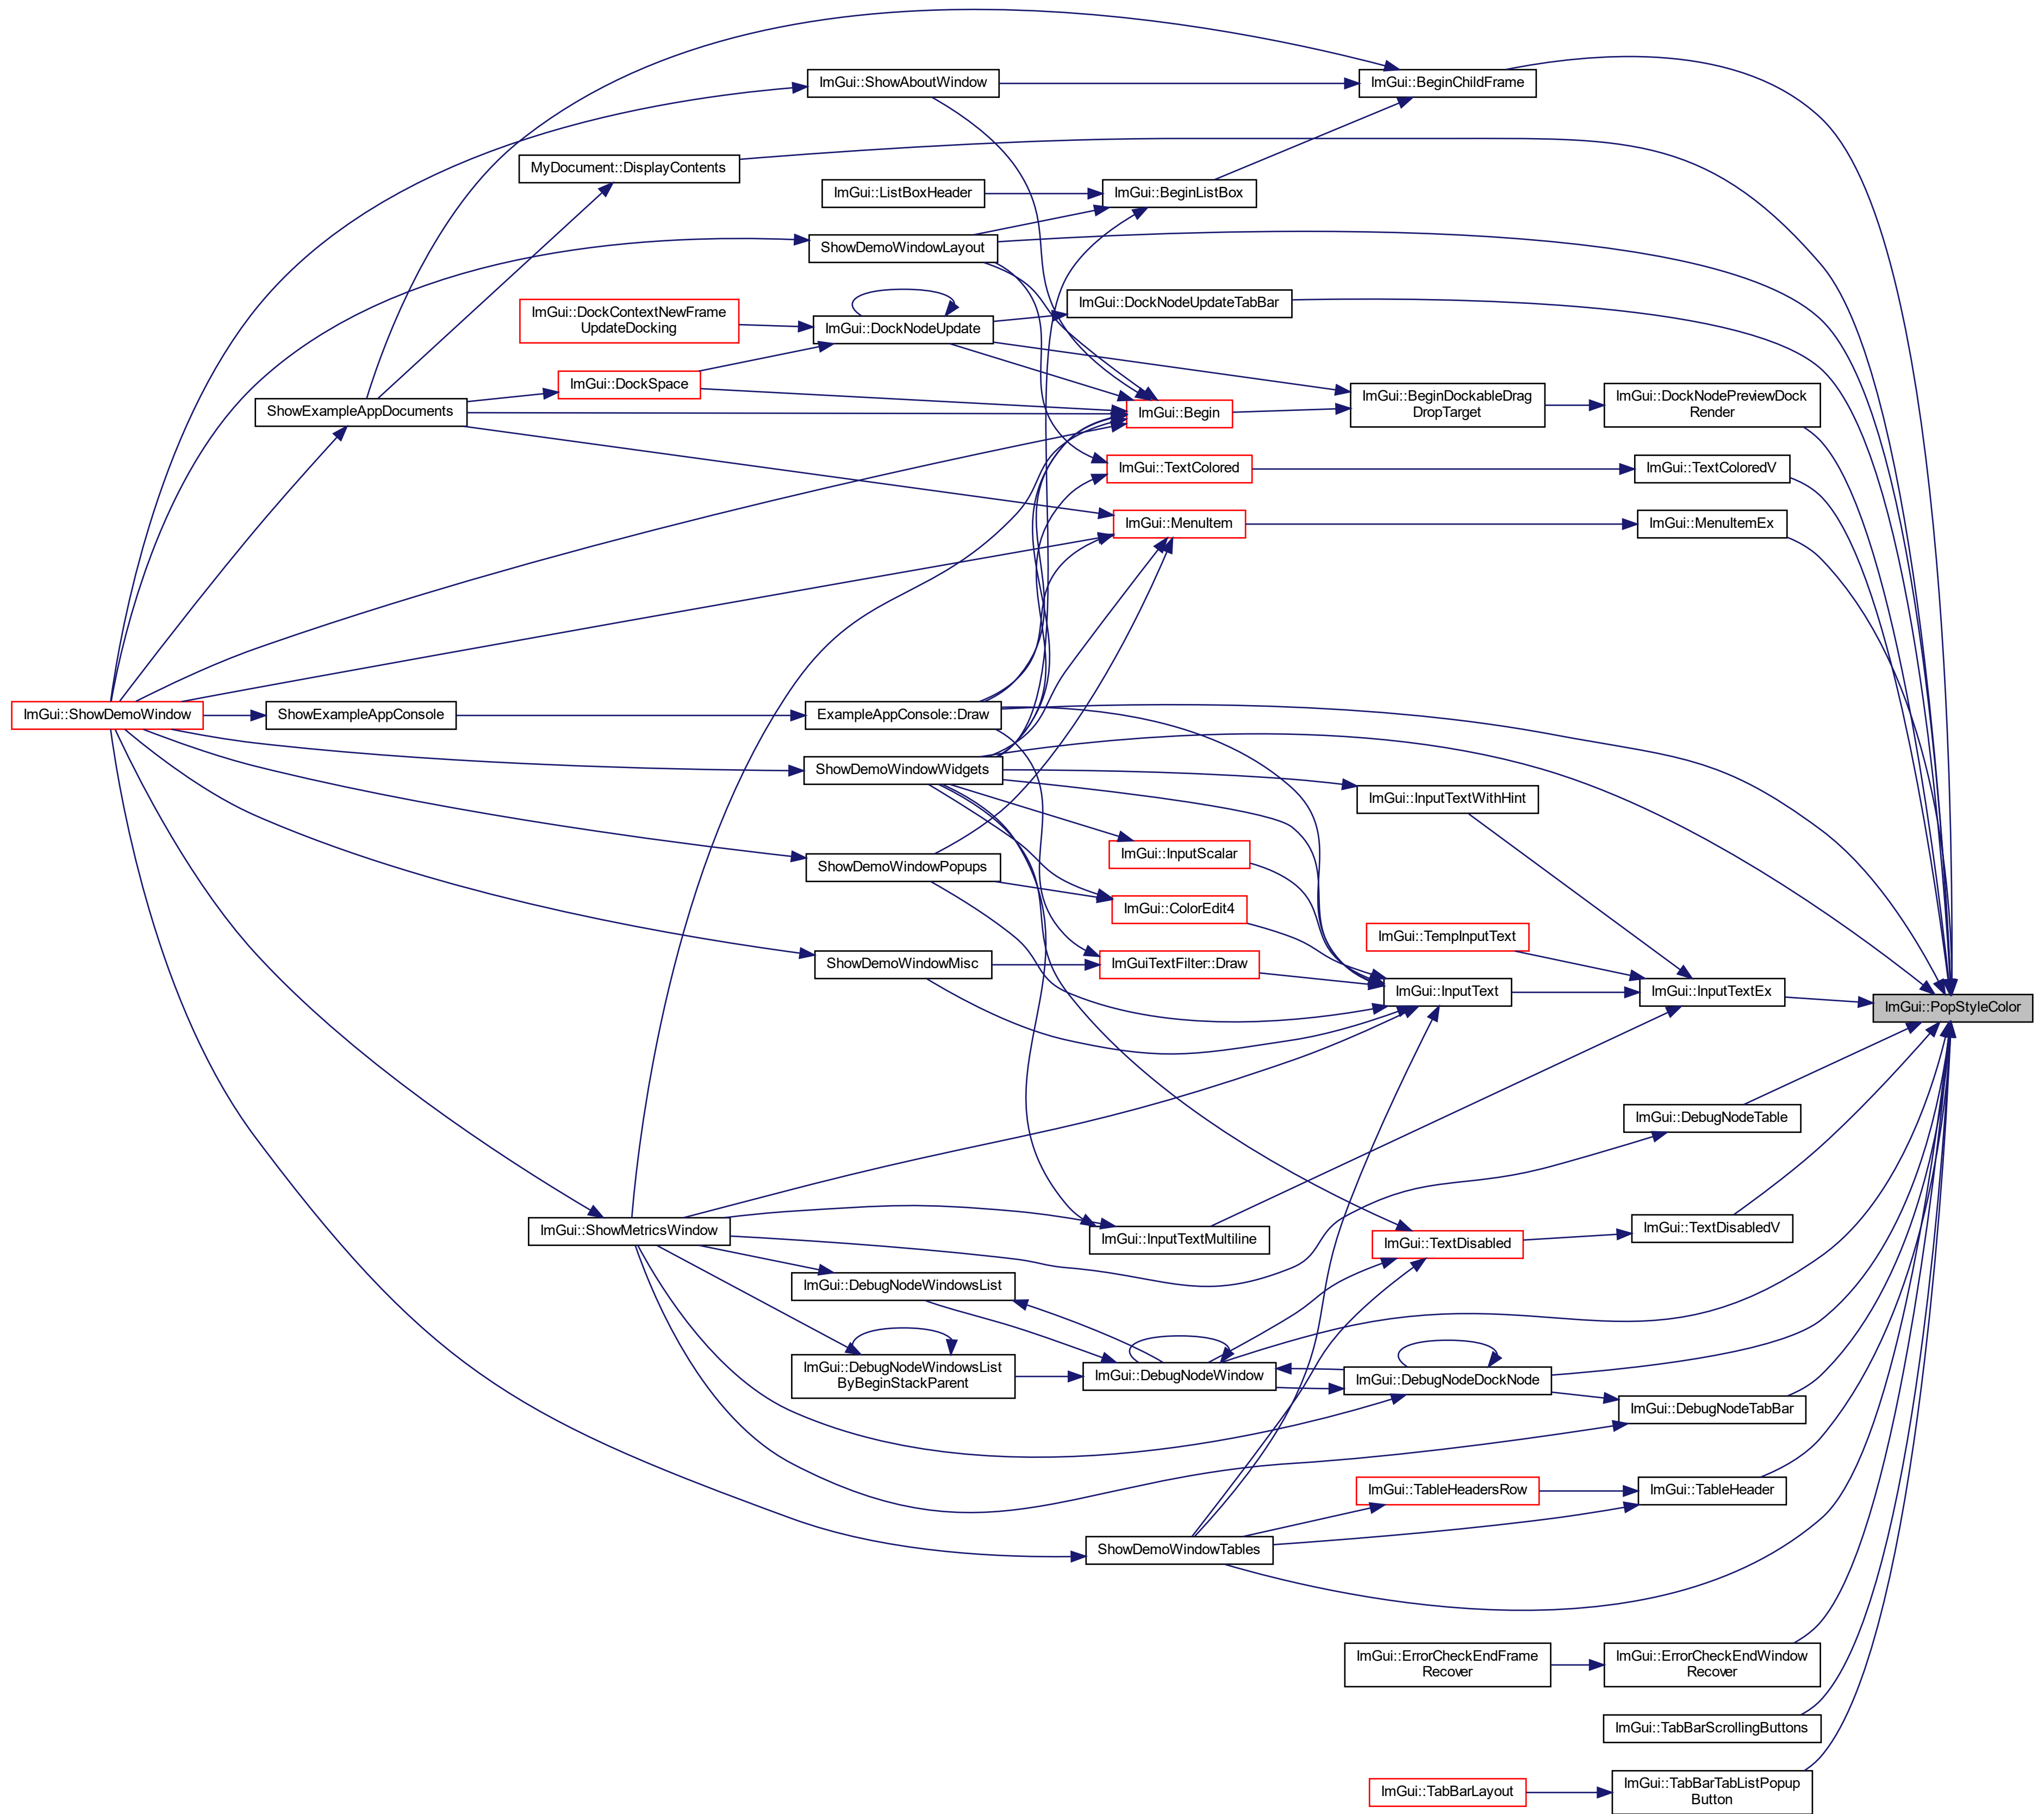 ImGui::ShowAboutWindow
ImGui::BeginChildFrame
MyDocument::DisplayContents
ImGui::ListBoxHeader
ImGui::BeginListBox
ShowDemoWindowLayout
ImGui::DockContextNewFrame
UpdateDocking
ImGui::DockNodeUpdate
ImGui::DockNodeUpdateTabBar
ImGui::DockSpace
ShowExampleAppDocuments
ImGui::Begin
ImGui::BeginDockableDrag
DropTarget
ImGui::DockNodePreviewDock
Render
ImGui::TextColored
ImGui::TextColoredV
ImGui::MenuItem
ImGui::MenuItemEx
ImGui::ShowDemoWindow
ShowExampleAppConsole
ExampleAppConsole::Draw
ShowDemoWindowWidgets
ImGui::InputTextWithHint
ImGui::InputScalar
ShowDemoWindowPopups
ImGui::ColorEdit4
ImGui::TempInputText
ShowDemoWindowMisc
ImGuiTextFilter::Draw
ImGui::InputText
ImGui::InputTextEx
ImGui::PopStyleColor
ImGui::DebugNodeTable
ImGui::ShowMetricsWindow
ImGui::InputTextMultiline
ImGui::TextDisabled
ImGui::TextDisabledV
ImGui::DebugNodeWindowsList
ImGui::DebugNodeWindowsList
ByBeginStackParent
ImGui::DebugNodeWindow
ImGui::DebugNodeDockNode
ImGui::DebugNodeTabBar
ImGui::TableHeadersRow
ImGui::TableHeader
ShowDemoWindowTables
ImGui::ErrorCheckEndFrame
Recover
ImGui::ErrorCheckEndWindow
Recover
ImGui::TabBarScrollingButtons
ImGui::TabBarLayout
ImGui::TabBarTabListPopup
Button